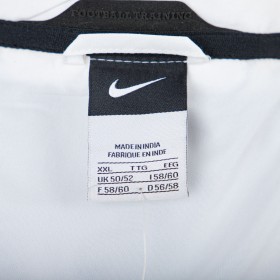 FOOTBALL TRAINING
MADE IN INDIA
FABRIQUE EN INDE
XXL T TG EEG
UK 50/52 I 58/60
F 58/60 D 56/58